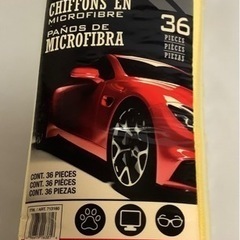 CHIFFONS EN
MICROFIBRE
PAÑOS DE
MICROFIBRA
36
PIECES
PIÈCES
PIEZAS
CONT. 36 PIECES
CONT. 36 PIÈCES
CONT. 36 PIEZAS